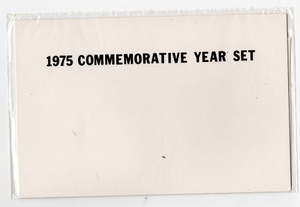 1975 COMMEMORATIVE YEAR SET